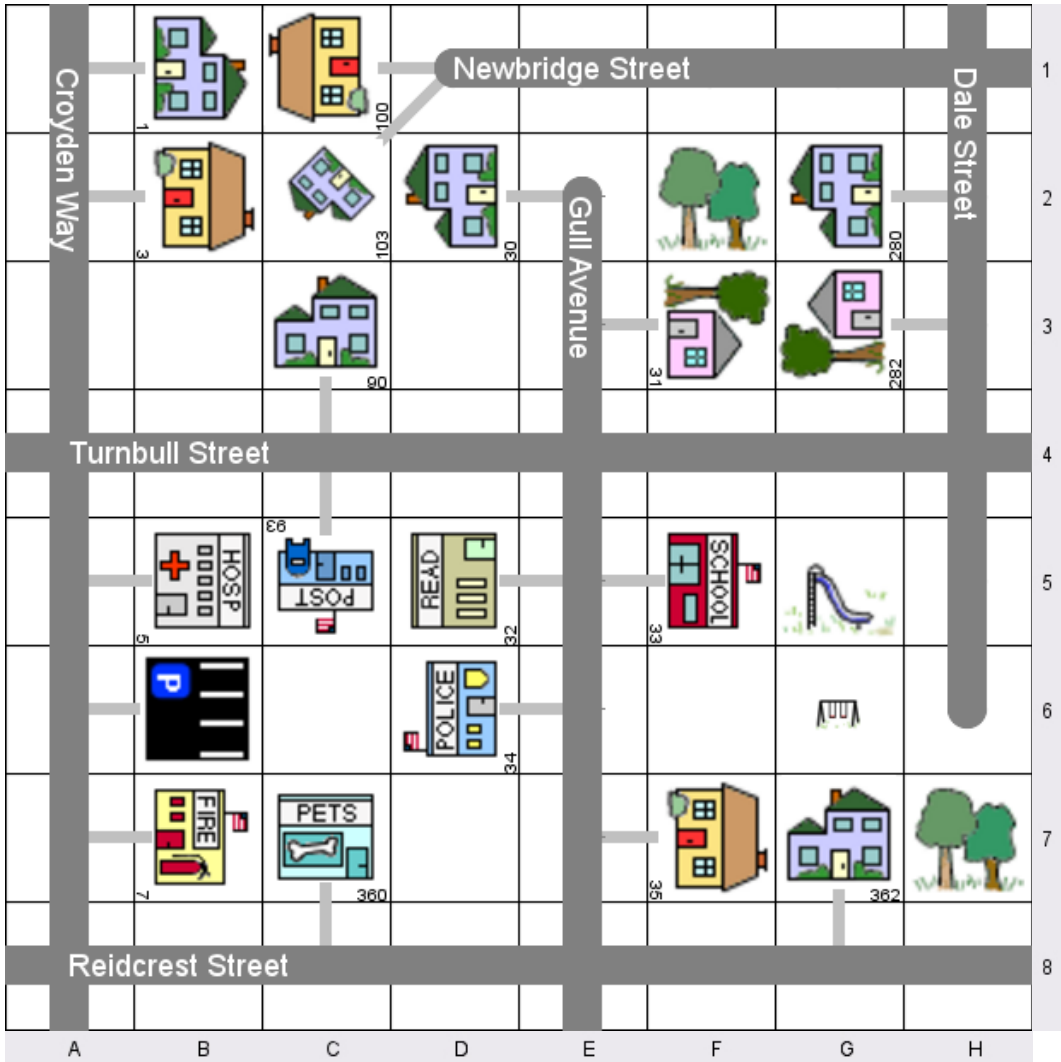 Newbridge Street
1
Croyden Way
Dale Street
1
100
Gull Avenue
2
3
103
30
280
3
90
31
282
Turnbull Street
4
93
HOSP
POST
READ
SCHOOL
5
5
32
33
P
POLICE
6
34
FIRE
PETS
7
7
360
35
362
Reidcrest Street
8
A B C D E F G H